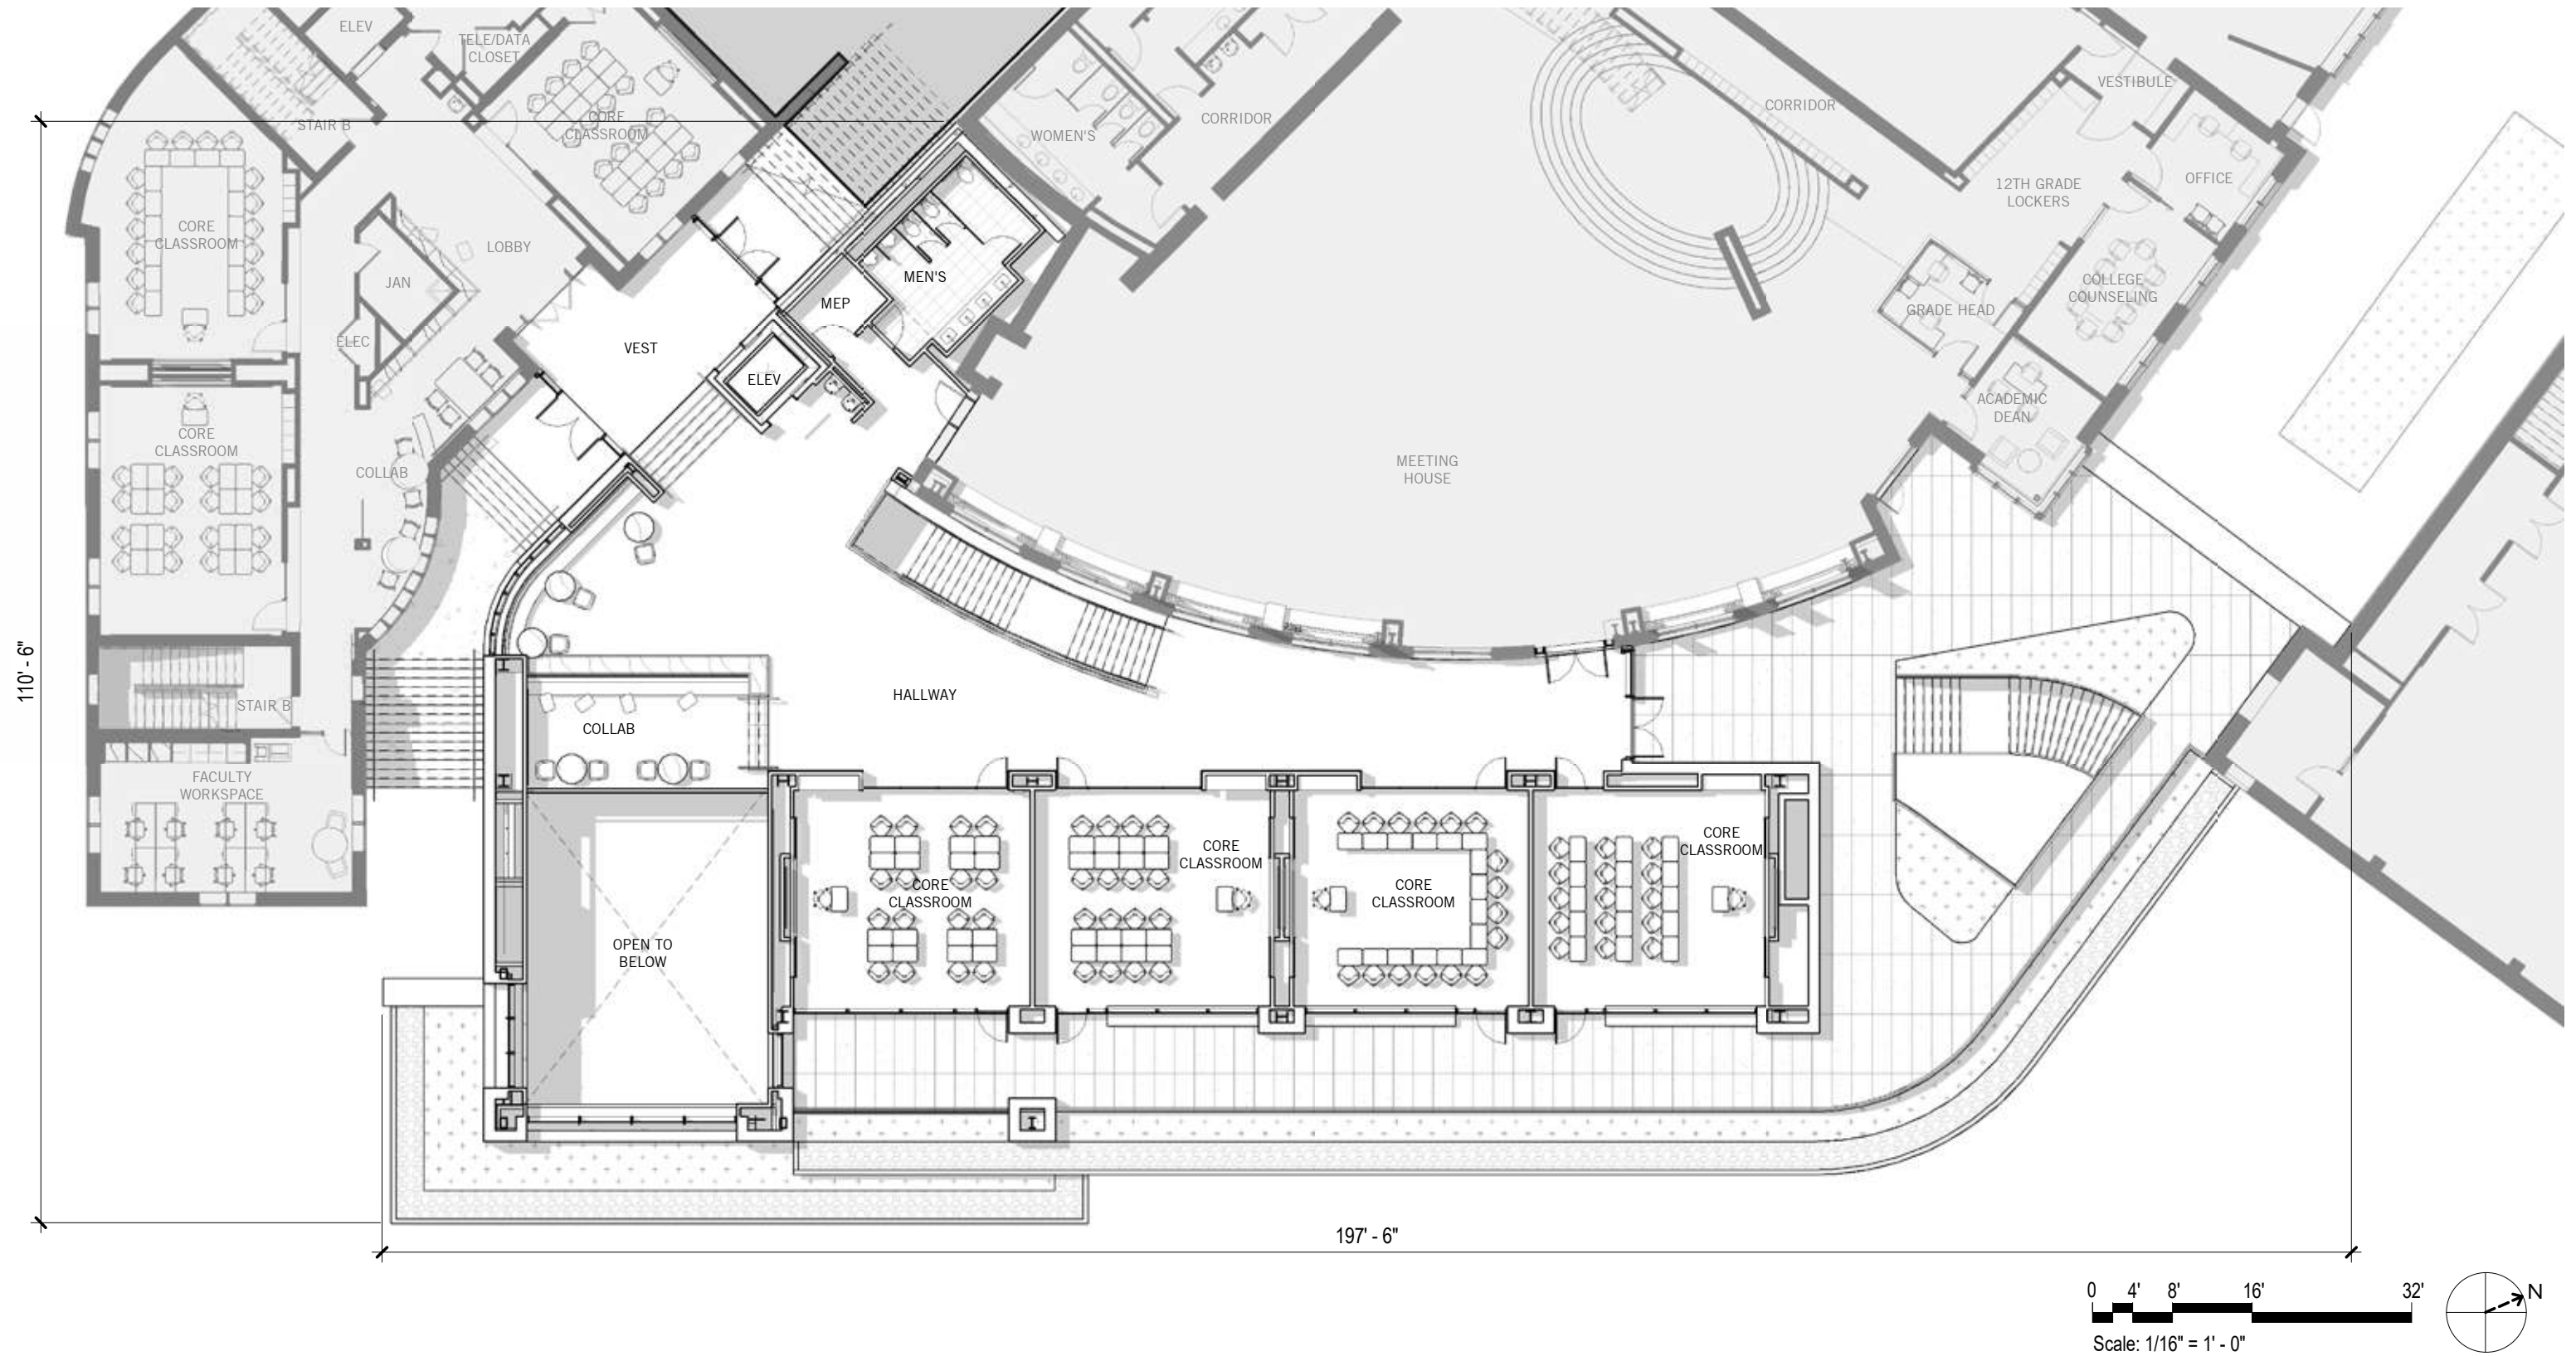 ELEV
TELE/DATA
CLOSET
CORE
CLASSROOM
STAIR B
WOMEN'S
CORRIDOR
CORRIDOR
VESTIBULE
OFFICE
12TH GRADE
LOCKERS
CORE
CLASSROOM
LOBBY
JAN
MEN'S
MEP
COLLEGE
COUNSELING
GRADE HEAD
ELEC
VEST
ELEV
ACADEMIC
DEAN
CORE
CLASSROOM
COLLAB
MEETING
HOUSE
110' - 6"
STAIR B
HALLWAY
COLLAB
FACULTY
WORKSPACE
CORE
CLASSROOM
CORE
CLASSROOM
CORE
CLASSROOM
CORE
CLASSROOM
OPEN TO
BELOW
197' - 6"
0 4' 8' 16' 32'
N
Scale: 1/16" = 1' - 0"